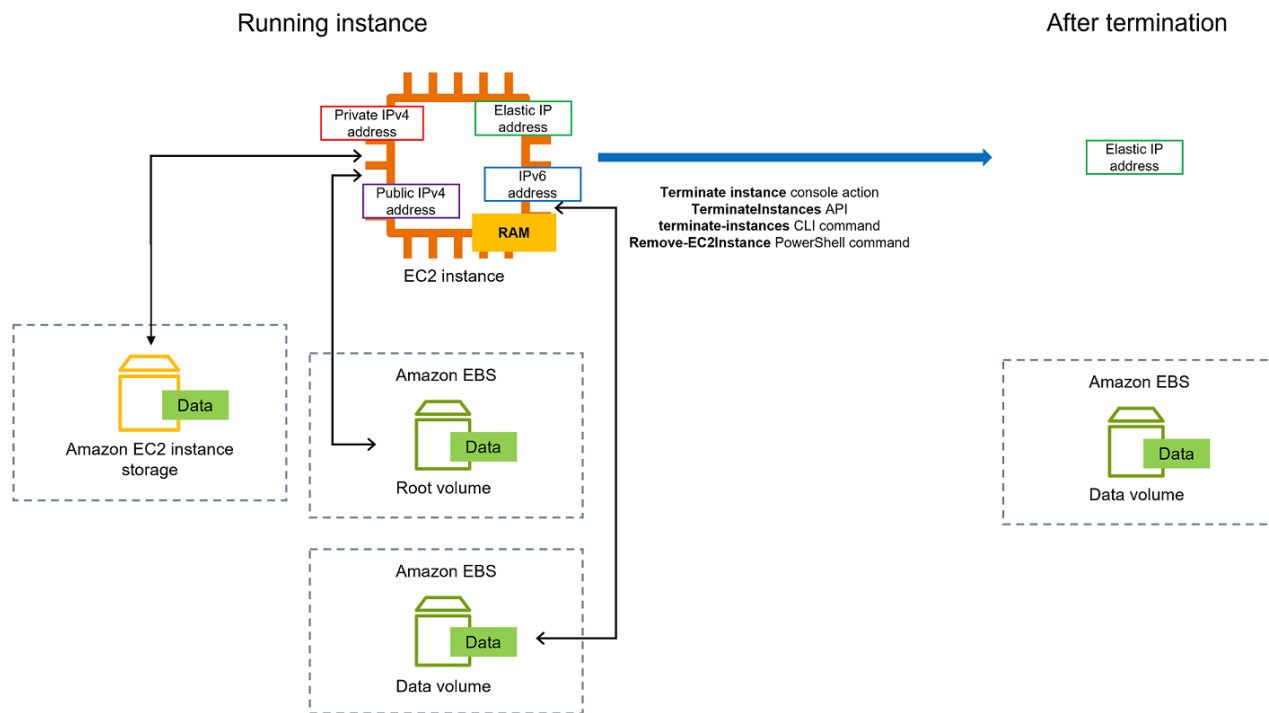 Running instance
After termination
Private IPv4
address
Elastic IP
address
Public IPv4
address
IPv6
address
RAM
EC2 instance
Terminate instance console action
TerminateInstances API
terminate-instances CLI command
Remove-EC2Instance PowerShell command
Elastic IP
address
Data
Amazon EC2 instance
storage
Amazon EBS
Data
Root volume
Amazon EBS
Data
Data volume
Amazon EBS
Data
Data volume